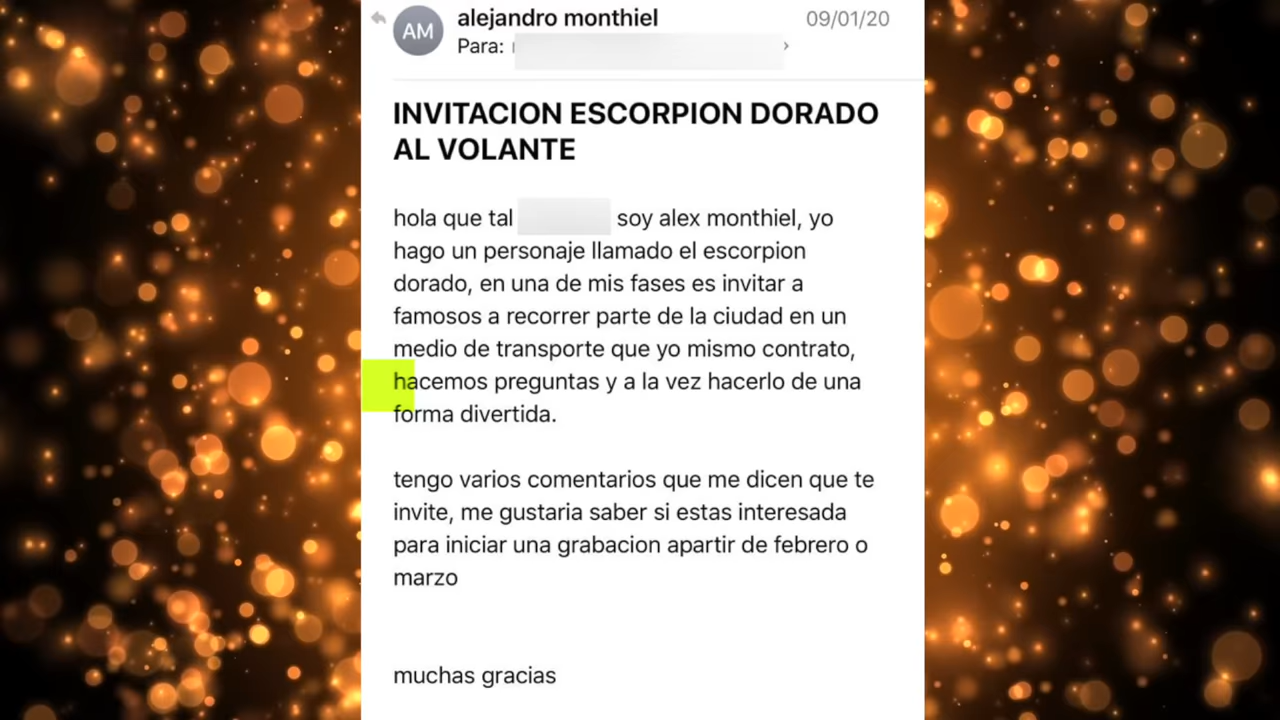 AM
alejandro monthiel
09/01/20
Para:
INVITACION ESCORPION DORADO
AL VOLANTE
hola que tal soy alex monthiel, yo
hago un personaje llamado el escorpion
dorado, en una de mis fases es invitar a
famosos a recorrer parte de la ciudad en un
medio de transporte que yo mismo contrato,
hacemos preguntas y a la vez hacerlo de una
forma divertida.
tengo varios comentarios que me dicen que te
invite, me gustaria saber si estas interesada
para iniciar una grabacion apartir de febrero o
marzo
muchas gracias